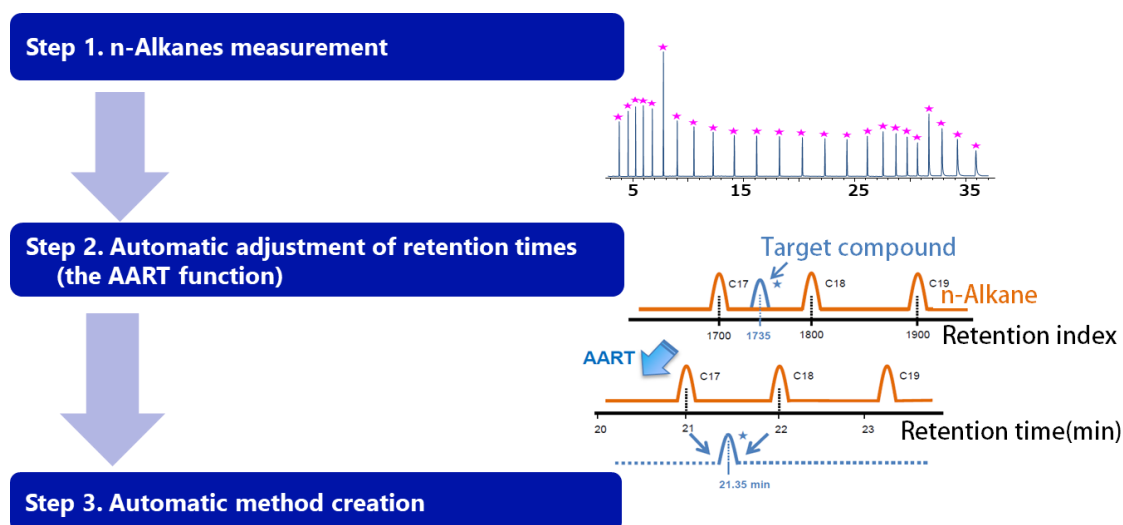 Step 1. n-Alkanes measurement
5 15 25 35
Step 2. Automatic adjustment of retention times
(the AART function)
Target compound
C17 C18 C19
n-Alkane
1700 1735 1800 1900
Retention index
AART
C17 C18 C19
20 21 22 23
Retention time(min)
21.35 min
Step 3. Automatic method creation